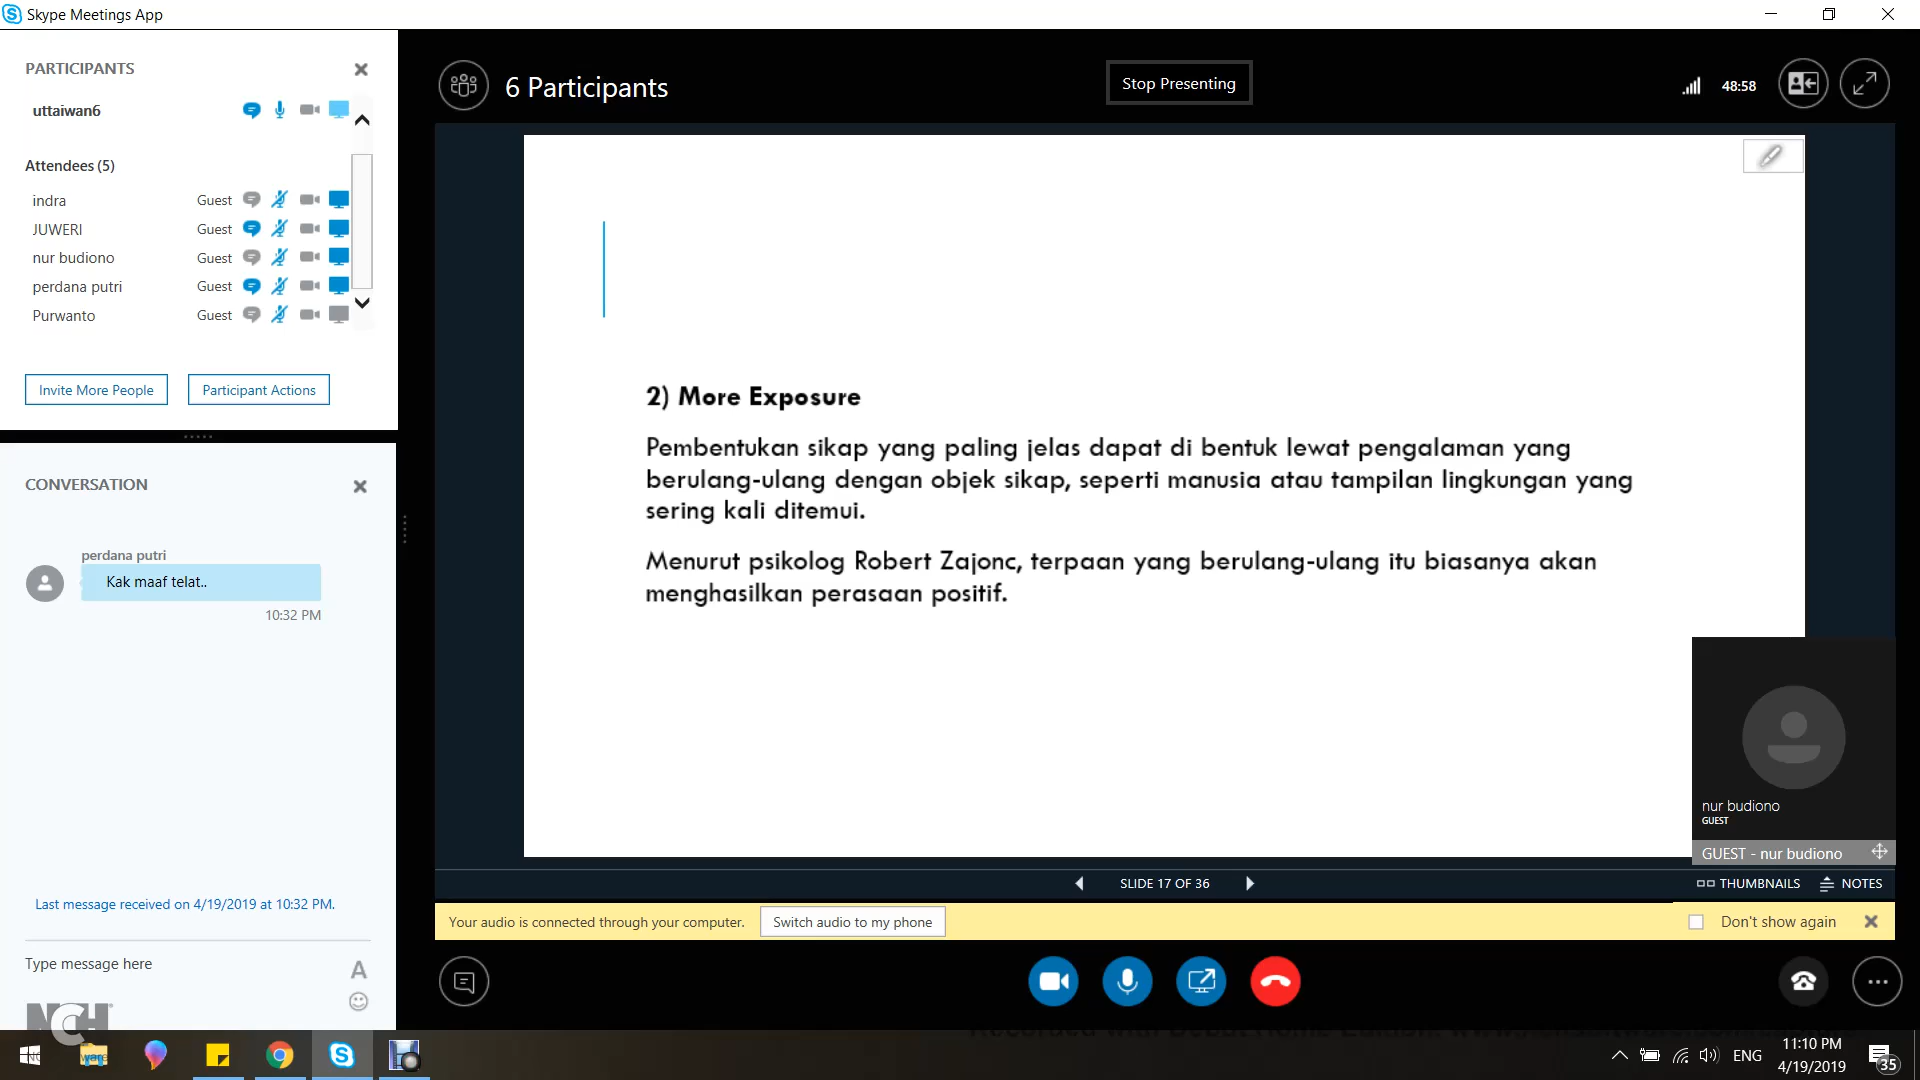 Skype Meetings App
PARTICIPANTS
uttaiwan6
Attendees (5)
indra Guest
JUWERI Guest
nur budiono Guest
perdana putri Guest
Purwanto Guest
Invite More People Participant Actions
CONVERSATION
perdana putri
Kak maaf telat..
10:32 PM
Last message received on 4/19/2019 at 10:32 PM.
Type message here
A
NCH
6 Participants
Stop Presenting
48:58
2) More Exposure
Pembentukan sikap yang paling jelas dapat di bentuk lewat pengalaman yang
berulang-ulang dengan objek sikap, seperti manusia atau tampilan lingkungan yang
sering kali ditemui.
Menurut psikolog Robert Zajonc, terpaan yang berulang-ulang itu biasanya akan
menghasilkan perasaan positif.
nur budiono
GUEST
GUEST - nur budiono
SLIDE 17 OF 36
THUMBNAILS NOTES
Your audio is connected through your computer. Switch audio to my phone Don't show again
ENG
11:10 PM
4/19/2019
35